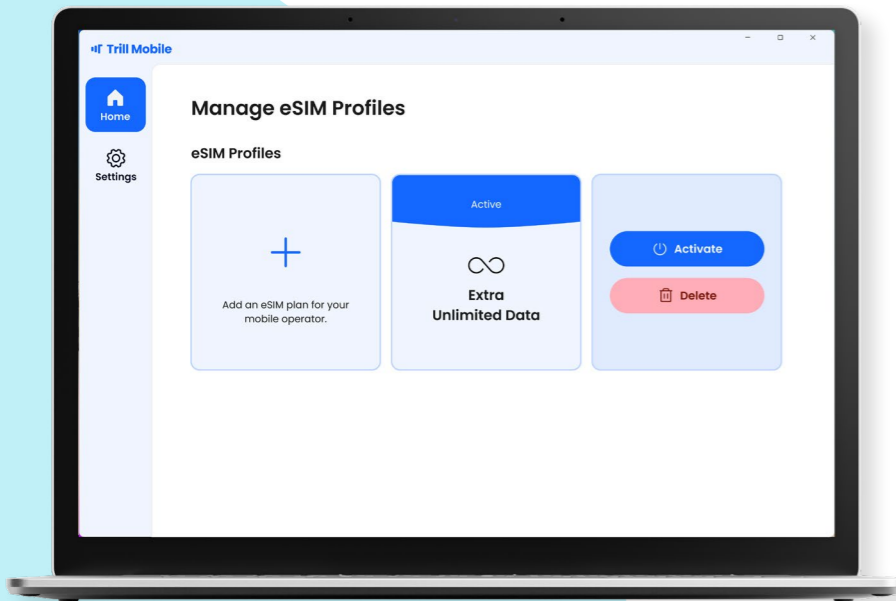 Trill Mobile
Home
Settings
Manage eSIM Profiles
eSIM Profiles
Add an eSIM plan for your
mobile operator.
Active
Extra
Unlimited Data
Activate
Delete